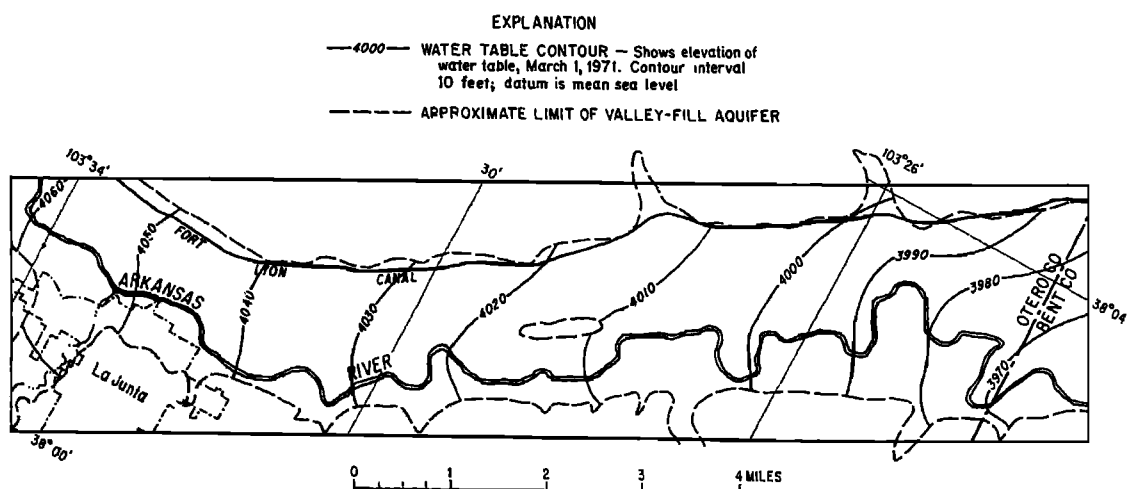 EXPLANATION
—4000— WATER TABLE CONTOUR — Shows elevation of
water table, March 1, 1971. Contour interval
10 feet; datum is mean sea level
APPROXIMATE LIMIT OF VALLEY-FILL AQUIFER
103°34'
30'
103°26'
4060
4050
FORT
LYON
CANAL
ARKANSAS
RIVER
4040
4030
4020
4010
4000
3990
3980
3970
OTERO CO
BENT CO
38°04'
La Junta
38°00'
0 1 2 3 4 MILES